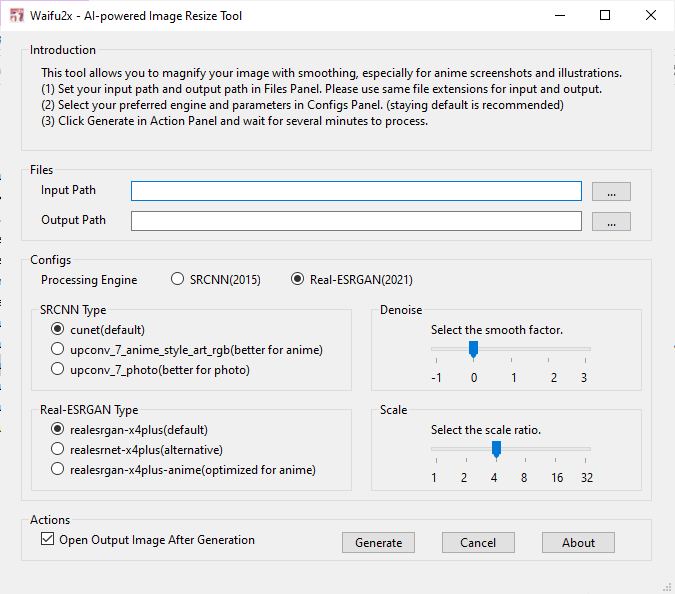 Waifu2x - AI-powered Image Resize Tool
Introduction
This tool allows you to magnify your image with smoothing, especially for anime screenshots and illustrations.
(1) Set your input path and output path in Files Panel. Please use same file extensions for input and output.
(2) Select your preferred engine and parameters in Configs Panel. (staying default is recommended)
(3) Click Generate in Action Panel and wait for several minutes to process.
Files
Input Path
...
Output Path
...
Configs
Processing Engine SRCNN(2015) Real-ESRGAN(2021)
SRCNN Type
cunet(default)
upconv_7_anime_style_art_rgb(better for anime)
upconv_7_photo(better for photo)
Denoise
Select the smooth factor.
-1 0 1 2 3
Real-ESRGAN Type
realesrgan-x4plus(default)
realesrnet-x4plus(alternative)
realesrgan-x4plus-anime(optimized for anime)
Scale
Select the scale ratio.
1 2 4 8 16 32
Actions
Open Output Image After Generation Generate Cancel About